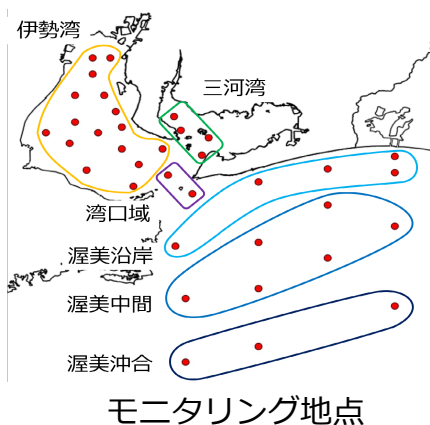 伊勢湾
三河湾
湾口域
渥美沿岸
渥美中間
渥美沖合
モニタリング地点